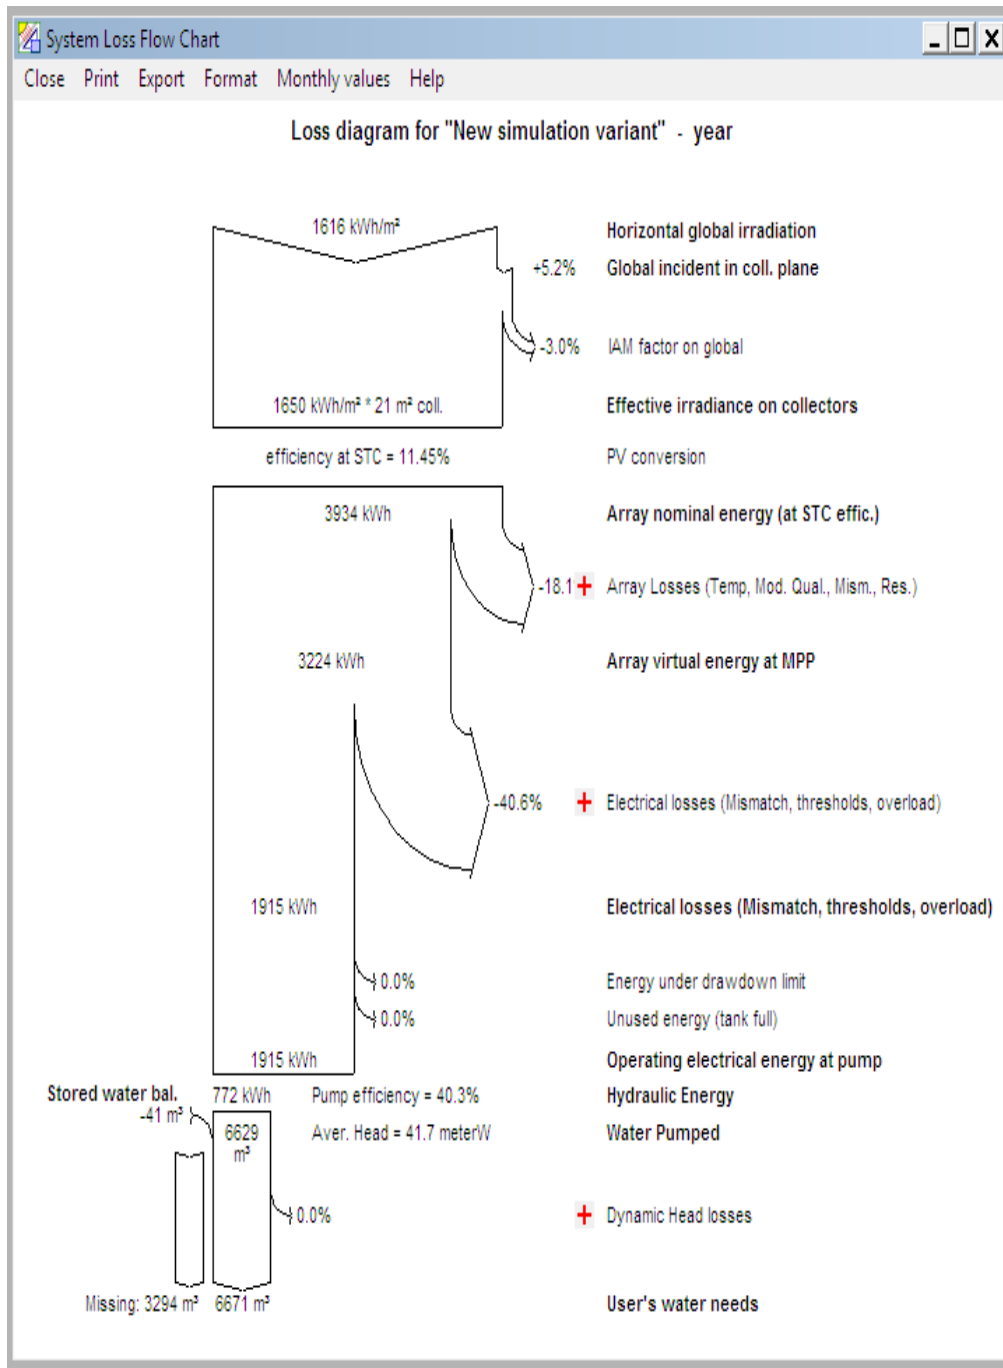 System Loss Flow Chart
Close Print Export Format Monthly values Help
Loss diagram for "New simulation variant" - year
1616 kWh/m² Horizontal global irradiation
+5.2% Global incident in coll. plane
-3.0% IAM factor on global
1650 kWh/m² * 21 m² coll. Effective irradiance on collectors
efficiency at STC = 11.45% PV conversion
3934 kWh Array nominal energy (at STC effic.)
-18.1 Array Losses (Temp, Mod. Qual., Mism., Res.)
3224 kWh Array virtual energy at MPP
-40.6% Electrical losses (Mismatch, thresholds, overload)
1915 kWh Electrical losses (Mismatch, thresholds, overload)
0.0% Energy under drawdown limit
0.0% Unused energy (tank full)
1915 kWh Operating electrical energy at pump
Stored water bal. 772 kWh Pump efficiency = 40.3% Hydraulic Energy
-41 m³
6629 Aver. Head = 41.7 meterW Water Pumped
m³
0.0% Dynamic Head losses
Missing: 3294 m³ 6671 m³ User's water needs